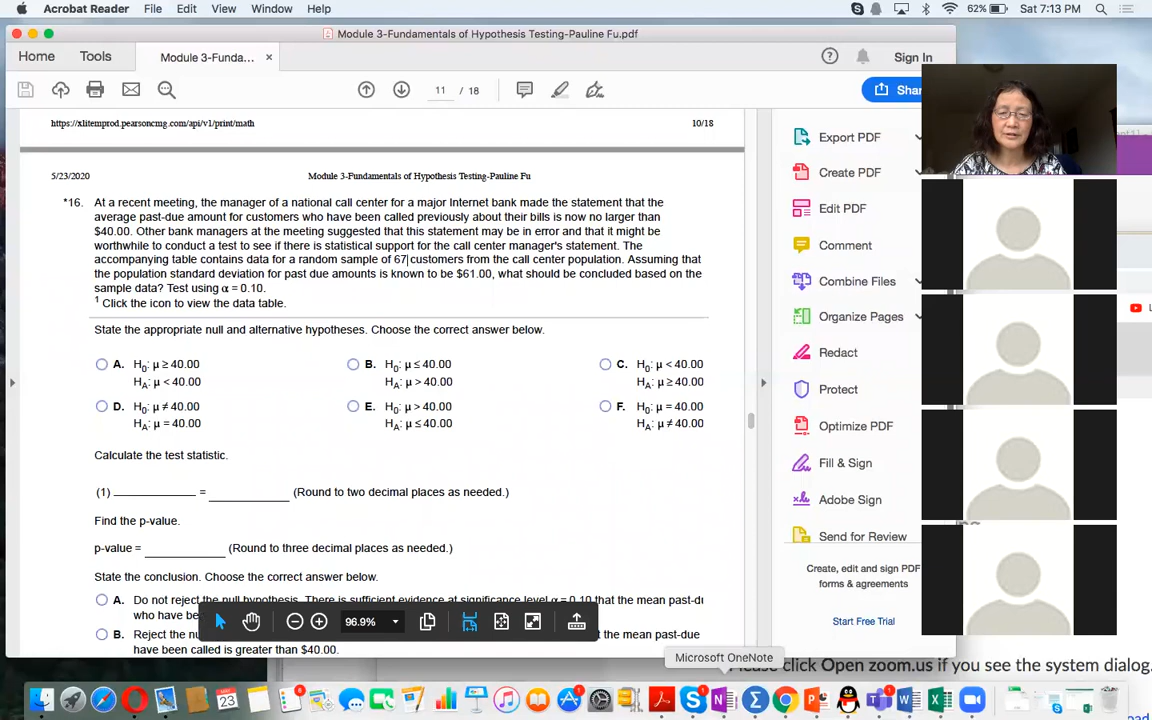 Acrobat Reader File Edit View Window Help 62% Sat 7:13 PM
Module 3-Fundamentals of Hypothesis Testing-Pauline Fu.pdf
Home Tools Module 3-Funda... × Sign In
11 / 18 Shar
https://xlitemprod.pearsoncmg.com/api/v1/print/math 10/18
5/23/2020 Module 3-Fundamentals of Hypothesis Testing-Pauline Fu
*16. At a recent meeting, the manager of a national call center for a major Internet bank made the statement that the
average past-due amount for customers who have been called previously about their bills is now no larger than
$40.00. Other bank managers at the meeting suggested that this statement may be in error and that it might be
worthwhile to conduct a test to see if there is statistical support for the call center manager's statement. The
accompanying table contains data for a random sample of 67 customers from the call center population. Assuming that
the population standard deviation for past due amounts is known to be $61.00, what should be concluded based on the
sample data? Test using α = 0.10.
1 Click the icon to view the data table.
State the appropriate null and alternative hypotheses. Choose the correct answer below.
A. H0: μ ≥ 40.00 B. H0: μ ≤ 40.00 C. H0: μ < 40.00
HA: μ < 40.00 HA: μ > 40.00 HA: μ ≥ 40.00
D. H0: μ ≠ 40.00 E. H0: μ > 40.00 F. H0: μ = 40.00
HA: μ = 40.00 HA: μ ≤ 40.00 HA: μ ≠ 40.00
Calculate the test statistic.
(1) ______ = ______ (Round to two decimal places as needed.)
Find the p-value.
p-value = ______ (Round to three decimal places as needed.)
State the conclusion. Choose the correct answer below.
A. Do not reject the null hypothesis. There is sufficient evidence at significance level α = 0.10 that the mean past-du
who have be
B. Reject the nu t the mean past-due
have been called is greater than $40.00.
96.9%
Export PDF
Create PDF
Edit PDF
Comment
Combine Files
Organize Pages
Redact
Protect
Optimize PDF
Fill & Sign
Adobe Sign
Send for Review
Create, edit and sign PDF
forms & agreements
Start Free Trial
Microsoft OneNote
Please click Open zoom.us if you see the system dialog.